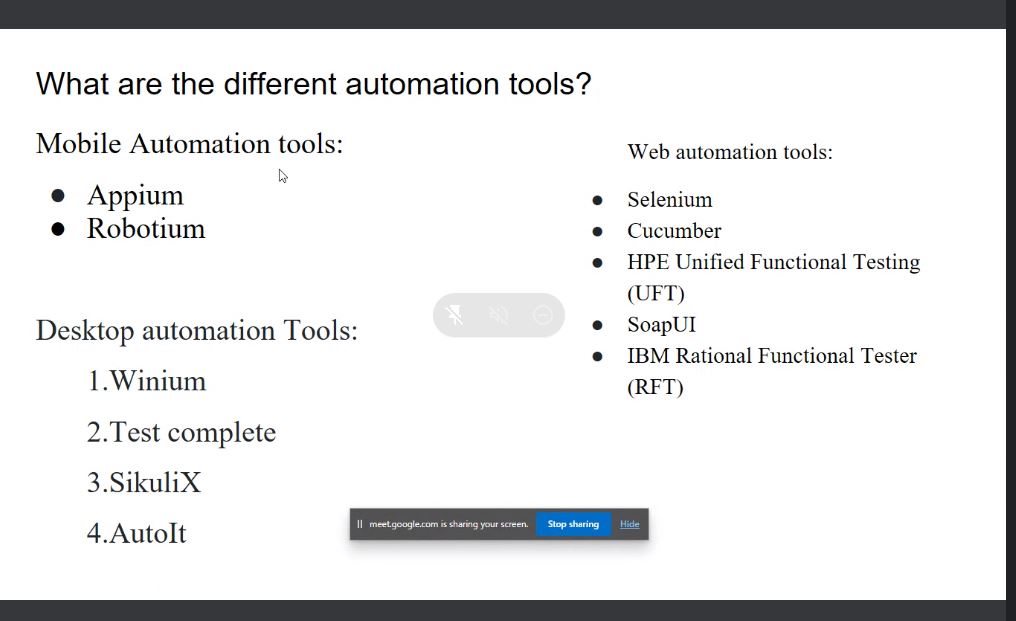 What are the different automation tools?
Mobile Automation tools:
● Appium
● Robotium
Desktop automation Tools:
1.Winium
2.Test complete
3.SikuliX
4.AutoIt
Web automation tools:
● Selenium
● Cucumber
● HPE Unified Functional Testing
(UFT)
● SoapUI
● IBM Rational Functional Tester
(RFT)
meet.google.com is sharing your screen. Stop sharing Hide